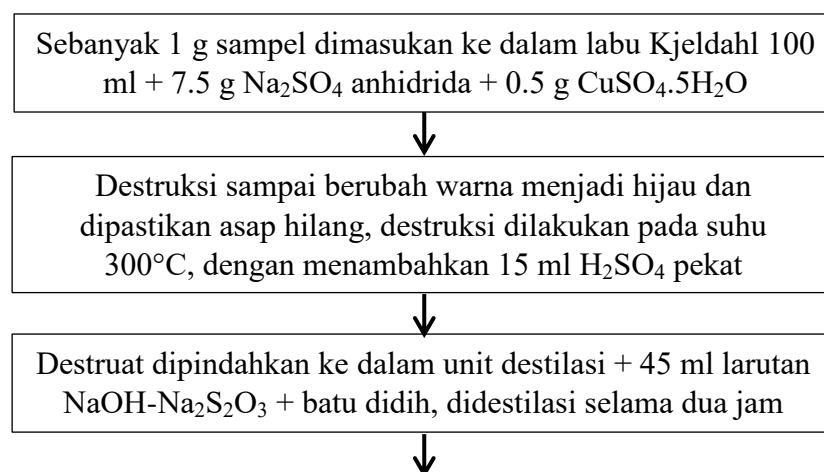 Sebanyak 1 g sampel dimasukan ke dalam labu Kjeldahl 100
ml + 7.5 g Na₂SO₄ anhidrida + 0.5 g CuSO₄.5H₂O
Destruksi sampai berubah warna menjadi hijau dan
dipastikan asap hilang, destruksi dilakukan pada suhu
300°C, dengan menambahkan 15 ml H₂SO₄ pekat
Destruat dipindahkan ke dalam unit destilasi + 45 ml larutan
NaOH-Na₂S₂O₃ + batu didih, didestilasi selama dua jam